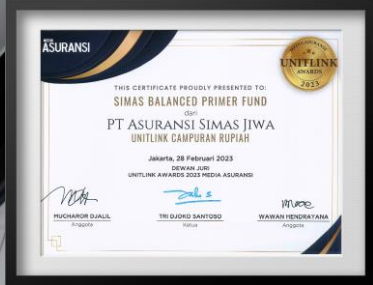 ASURANSI
UNITLINK
AWARDS
2023
THIS CERTIFICATE PROUDLY PRESENTED TO:
SIMAS BALANCED PRIMER FUND
dari
PT ASURANSI SIMAS JIWA
UNITLINK CAMPURAN RUPIAH
Jakarta, 28 Februari 2023
DEWAN JURI
UNITLINK AWARDS 2023 MEDIA ASURANSI
MUCHAROR DJALIL
Anggota
TRI DJOKO SANTOSO
Ketua
WAWAN HENDRAYANA
Anggota